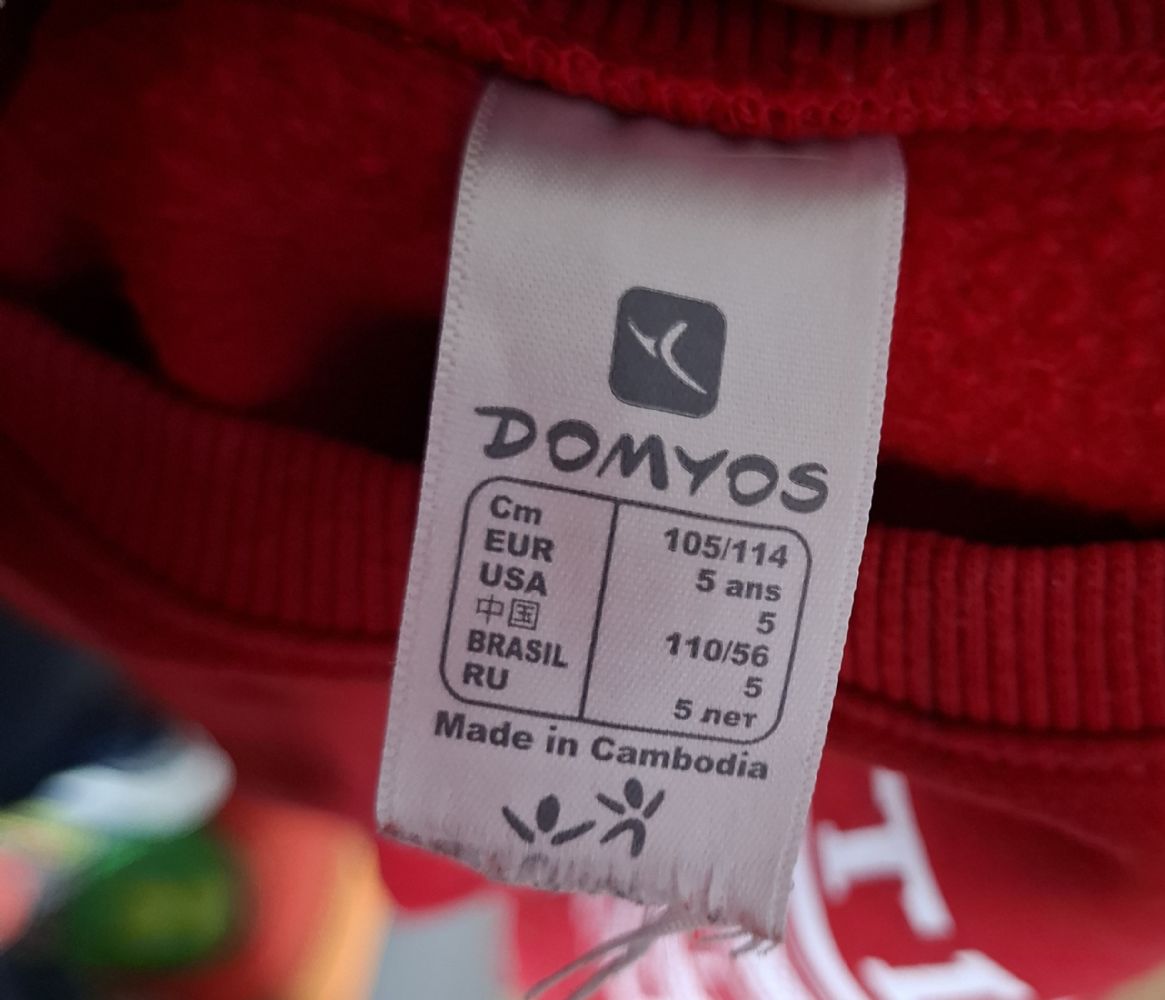 DOMYOS
Cm 105/114
EUR 5 ans
USA 5
中国 110/56
BRASIL 5
RU 5 лет
Made in Cambodia
T